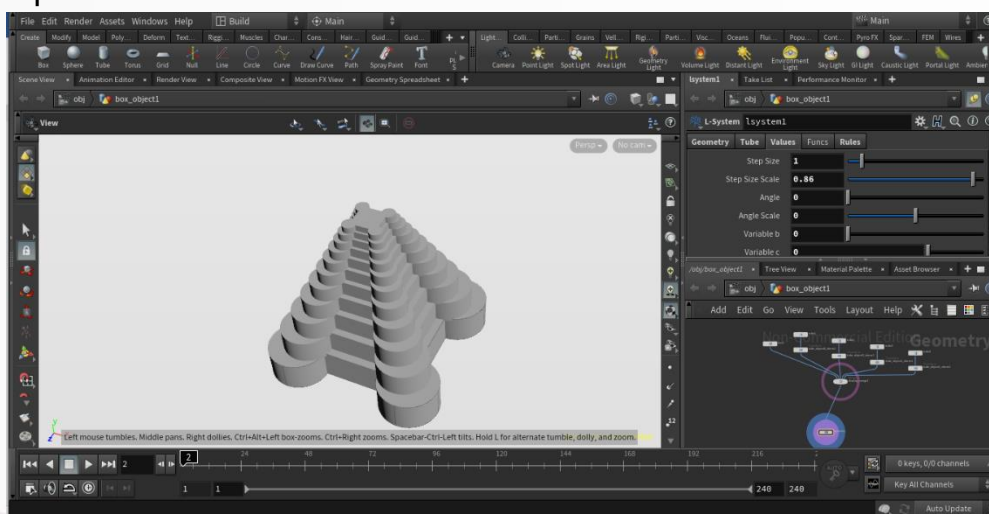 File Edit Render Assets Windows Help Build Main Main
Create Modify Model Poly... Deform Text... Riggi... Muscles Char... Cons... Hair... Guid... Guid... Light... Colli... Parti... Grains Vell... Rigi... Parti... Visc... Oceans Flui... Popu... Cont... Pyro FX Spar... FEM Wires
Box Sphere Tube Torus Grid Null Line Circle Curve Draw Curve Path Spray Paint Font Camera Point Light Spot Light Area Light Geometry Light Volume Light Distant Light Environment Light Sky Light GI Light Caustic Light Portal Light Ambien
Scene View Animation Editor Render View Composite View Motion FX View Geometry Spreadsheet lsystem1 Take List Performance Monitor
obj box_object1 obj box_object1
View L-System lsystem1
Persp No cam Geometry Tube Values Funcs Rules
Step Size 1
Step Size Scale 0.86
Angle 0
Angle Scale 0
Variable b 0
Variable c 0
/obj/box_object1 Tree View Material Palette Asset Browser
obj box_object1
Add Edit Go View Tools Layout Help
Non-Commercial Edition Geometry
Left mouse tumbles. Middle pans. Right dollies. Ctrl+Alt+Left box-zooms. Ctrl+Right zooms. Spacebar-Ctrl-Left tilts. Hold L for alternate tumble, dolly, and zoom.
2 2 24 48 72 96 120 144 168 192 216 0 keys, 0/0 channels
1 1 240 240 Key All Channels
Auto Update